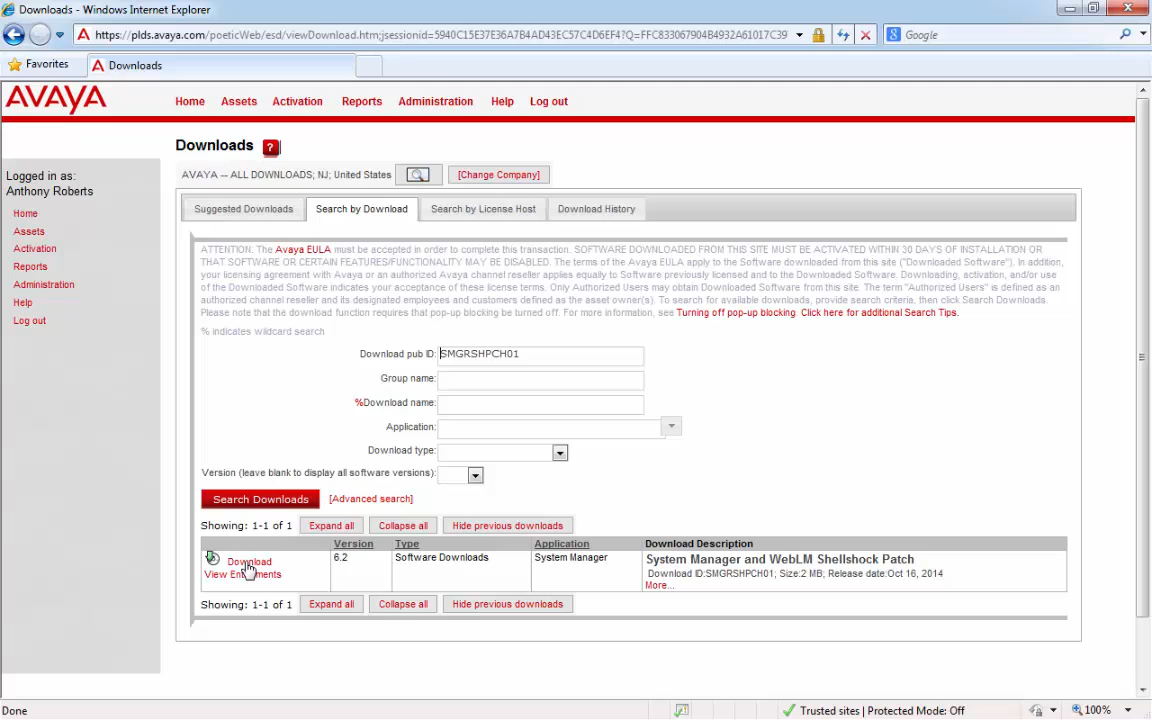 Downloads - Windows Internet Explorer
https://plds.avaya.com/poeticWeb/esd/viewDownload.htm;jsessionid=5940C15E37E36A7B4AD43EC57C4D6EF4?Q=FFC833067904B4932A61017C39
Google
Favorites
Downloads
AVAYA
Home Assets Activation Reports Administration Help Log out
Downloads ?
Logged in as:
Anthony Roberts
Home
Assets
Activation
Reports
Administration
Help
Log out
AVAYA -- ALL DOWNLOADS; NJ; United States [Change Company]
Suggested Downloads Search by Download Search by License Host Download History
ATTENTION: The Avaya EULA must be accepted in order to complete this transaction. SOFTWARE DOWNLOADED FROM THIS SITE MUST BE ACTIVATED WITHIN 30 DAYS OF INSTALLATION OR
THAT SOFTWARE OR CERTAIN FEATURES/FUNCTIONALITY MAY BE DISABLED. The terms of the Avaya EULA apply to the Software downloaded from this site ("Downloaded Software"). In addition,
your licensing agreement with Avaya or an authorized Avaya channel reseller applies equally to Software previously licensed and to the Downloaded Software. Downloading, activation, and/or use
of the Downloaded Software indicates your acceptance of these license terms. Only Authorized Users may obtain Downloaded Software from this site. The term "Authorized Users" is defined as an
authorized channel reseller and its designated employees and customers defined as the asset owner(s). To search for available downloads, provide search criteria, then click Search Downloads.
Please note that the download function requires that pop-up blocking be turned off. For more information, see Turning off pop-up blocking. Click here for additional Search Tips.
% indicates wildcard search
Download pub ID: SMGRSHPCH01
Group name:
%Download name:
Application:
Download type:
Version (leave blank to display all software versions):
Search Downloads [Advanced search]
Showing: 1-1 of 1 Expand all Collapse all Hide previous downloads
Version Type Application Download Description
Download 6.2 Software Downloads System Manager System Manager and WebLM Shellshock Patch
View Download ID:SMGRSHPCH01; Size:2 MB; Release date:Oct 16, 2014
More...
Showing: 1-1 of 1 Expand all Collapse all Hide previous downloads
Done
Trusted sites | Protected Mode: Off
100%